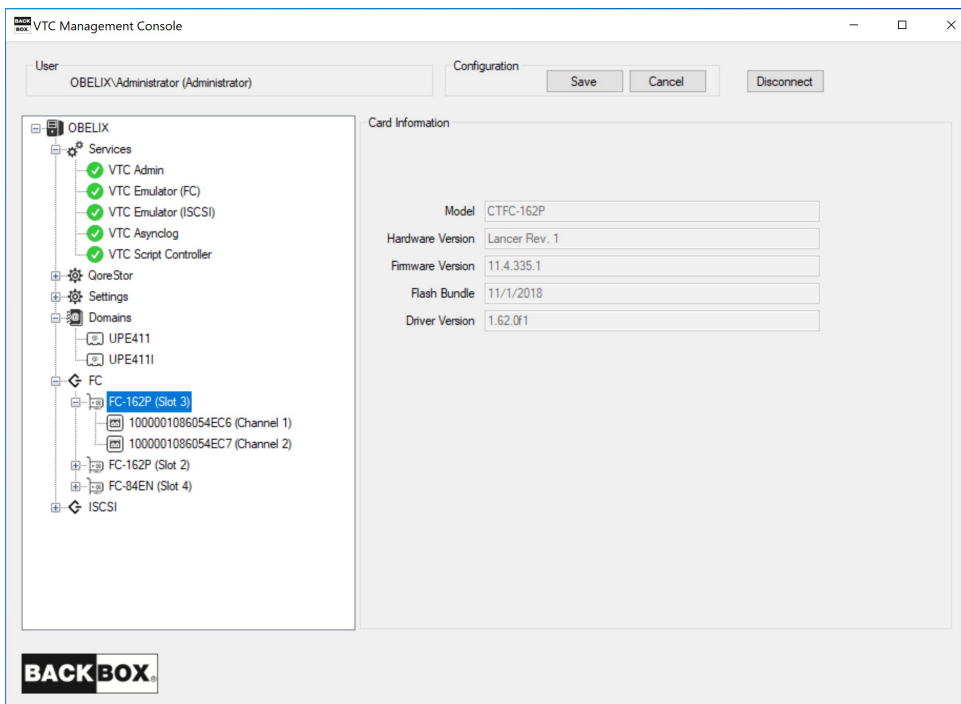 BACK BOX. VTC Management Console
User
OBELIX\Administrator (Administrator)
Configuration
Save Cancel Disconnect
OBELIX
Services
VTC Admin
VTC Emulator (FC)
VTC Emulator (ISCSI)
VTC Asynclog
VTC Script Controller
QoreStor
Settings
Domains
UPE411
UPE411I
FC
FC-162P (Slot 3)
1000001086054EC6 (Channel 1)
1000001086054EC7 (Channel 2)
FC-162P (Slot 2)
FC-84EN (Slot 4)
ISCSI
Card Information
Model CTFC-162P
Hardware Version Lancer Rev. 1
Firmware Version 11.4.335.1
Flash Bundle 11/1/2018
Driver Version 1.62.0f1
BACKBOX®